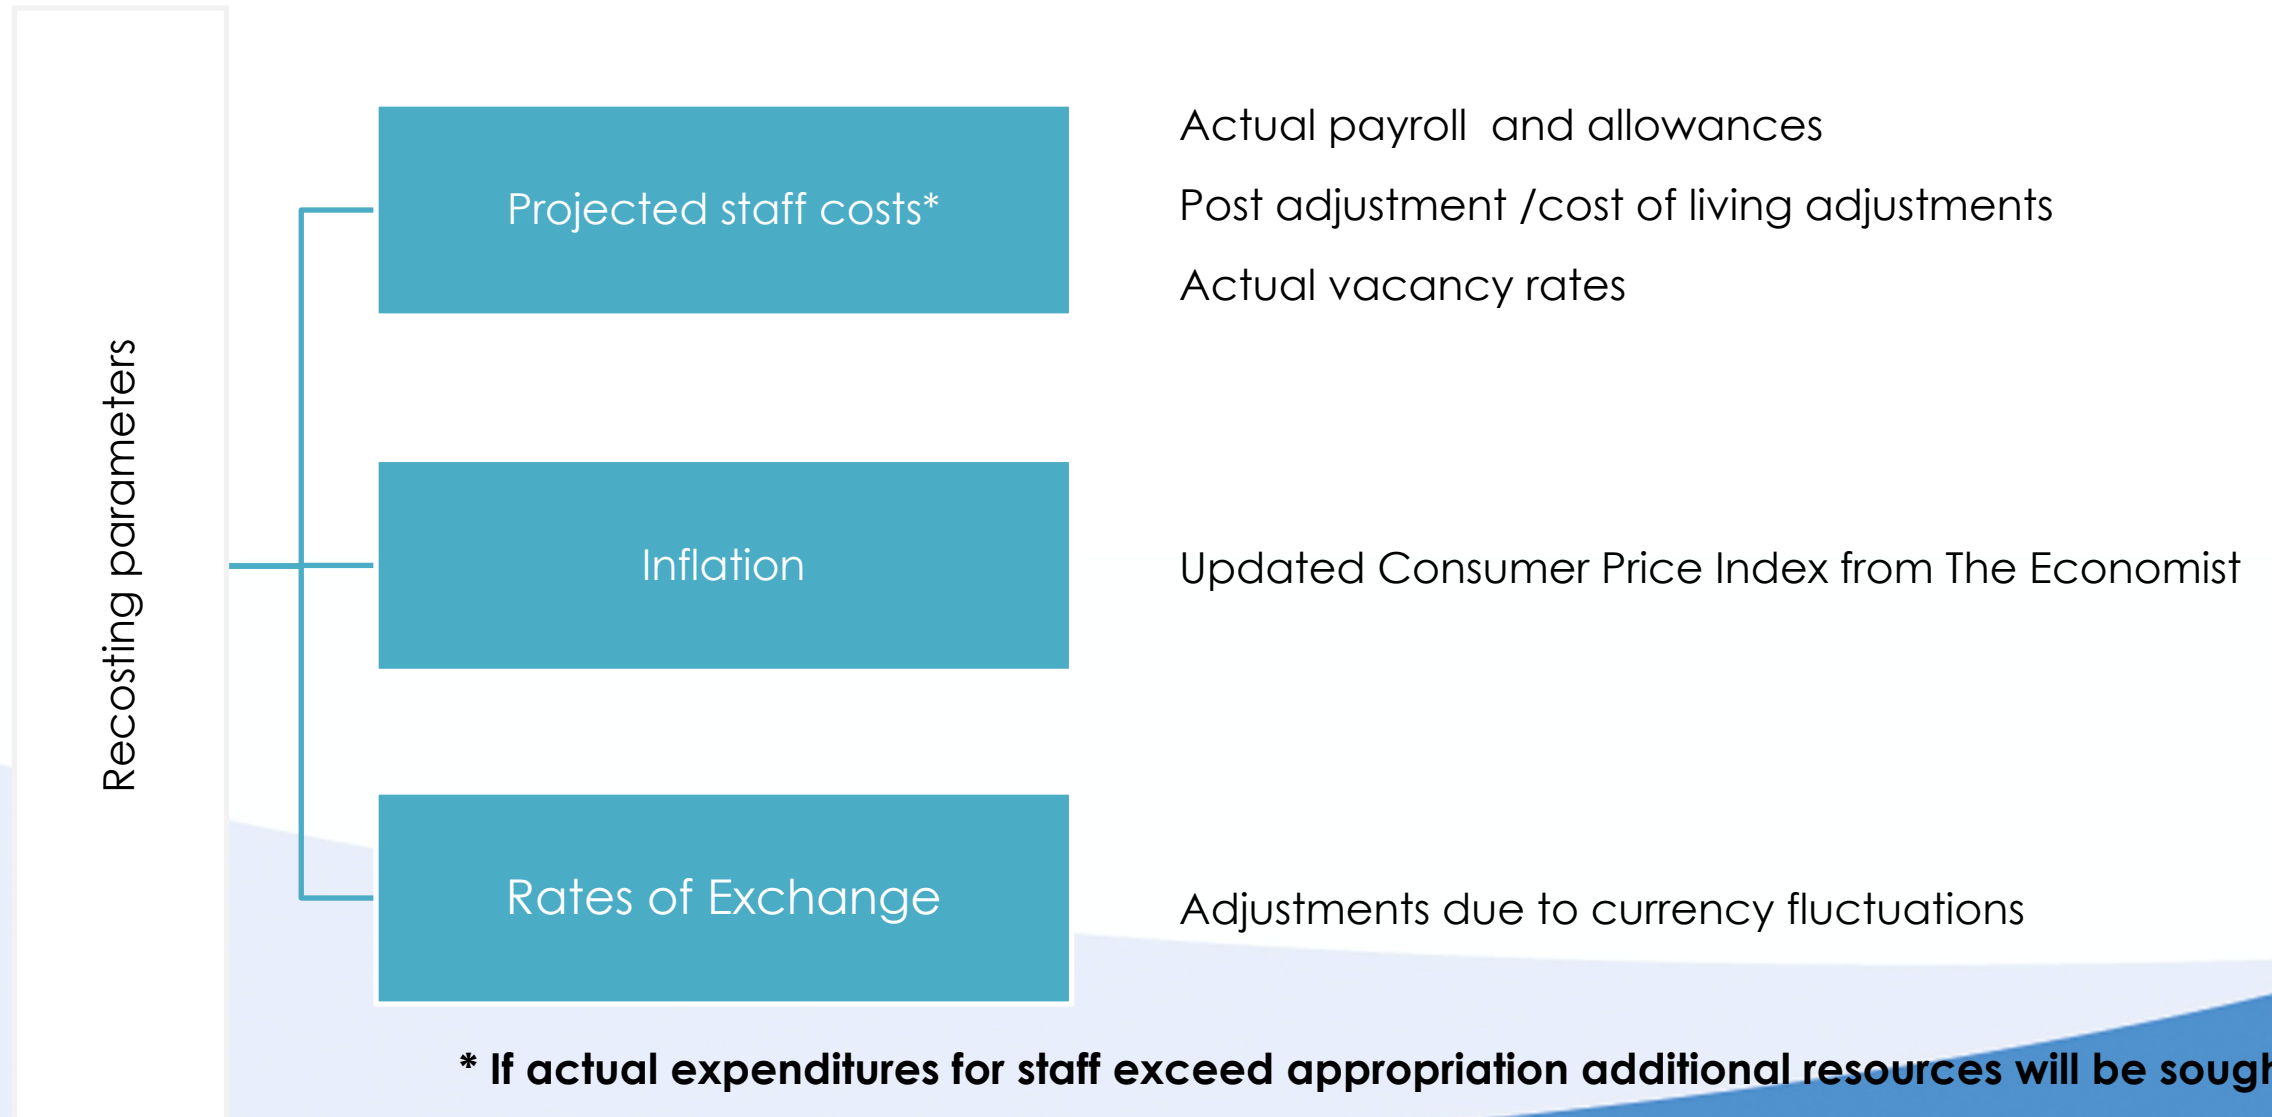 Recosting parameters
Projected staff costs*
Actual payroll and allowances
Post adjustment /cost of living adjustments
Actual vacancy rates
Inflation
Updated Consumer Price Index from The Economist
Rates of Exchange
Adjustments due to currency fluctuations
* If actual expenditures for staff exceed appropriation additional resources will be